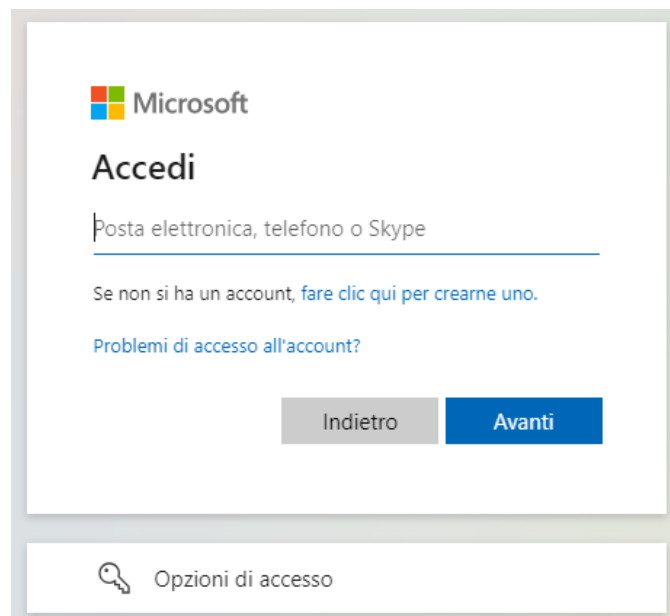 Microsoft
Accedi
Posta elettronica, telefono o Skype
Se non si ha un account, fare clic qui per crearne uno.
Problemi di accesso all'account?
Indietro Avanti
Opzioni di accesso